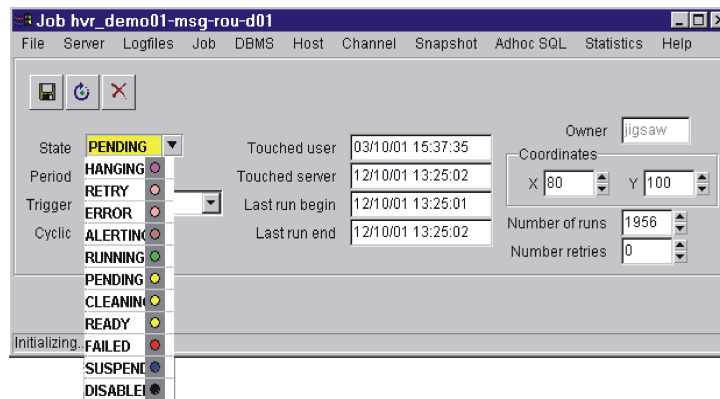 Job hvr_demo01-msg-rou-d01
File Server Logfiles Job DBMS Host Channel Snapshot Adhoc SQL Statistics Help
Owner jigsaw
State PENDING Touched user 03/10/01 15:37:35 Coordinates
HANGING
Period Touched server 12/10/01 13:25:02 X 80 Y 100
RETRY
Trigger Last run begin 12/10/01 13:25:01 Number of runs 1956
ERROR
Cyclic Last run end 12/10/01 13:25:02 Number retries 0
ALERTING
RUNNING
PENDING
CLEANIN
READY
Initializing..
FAILED
SUSPEND
DISABLE